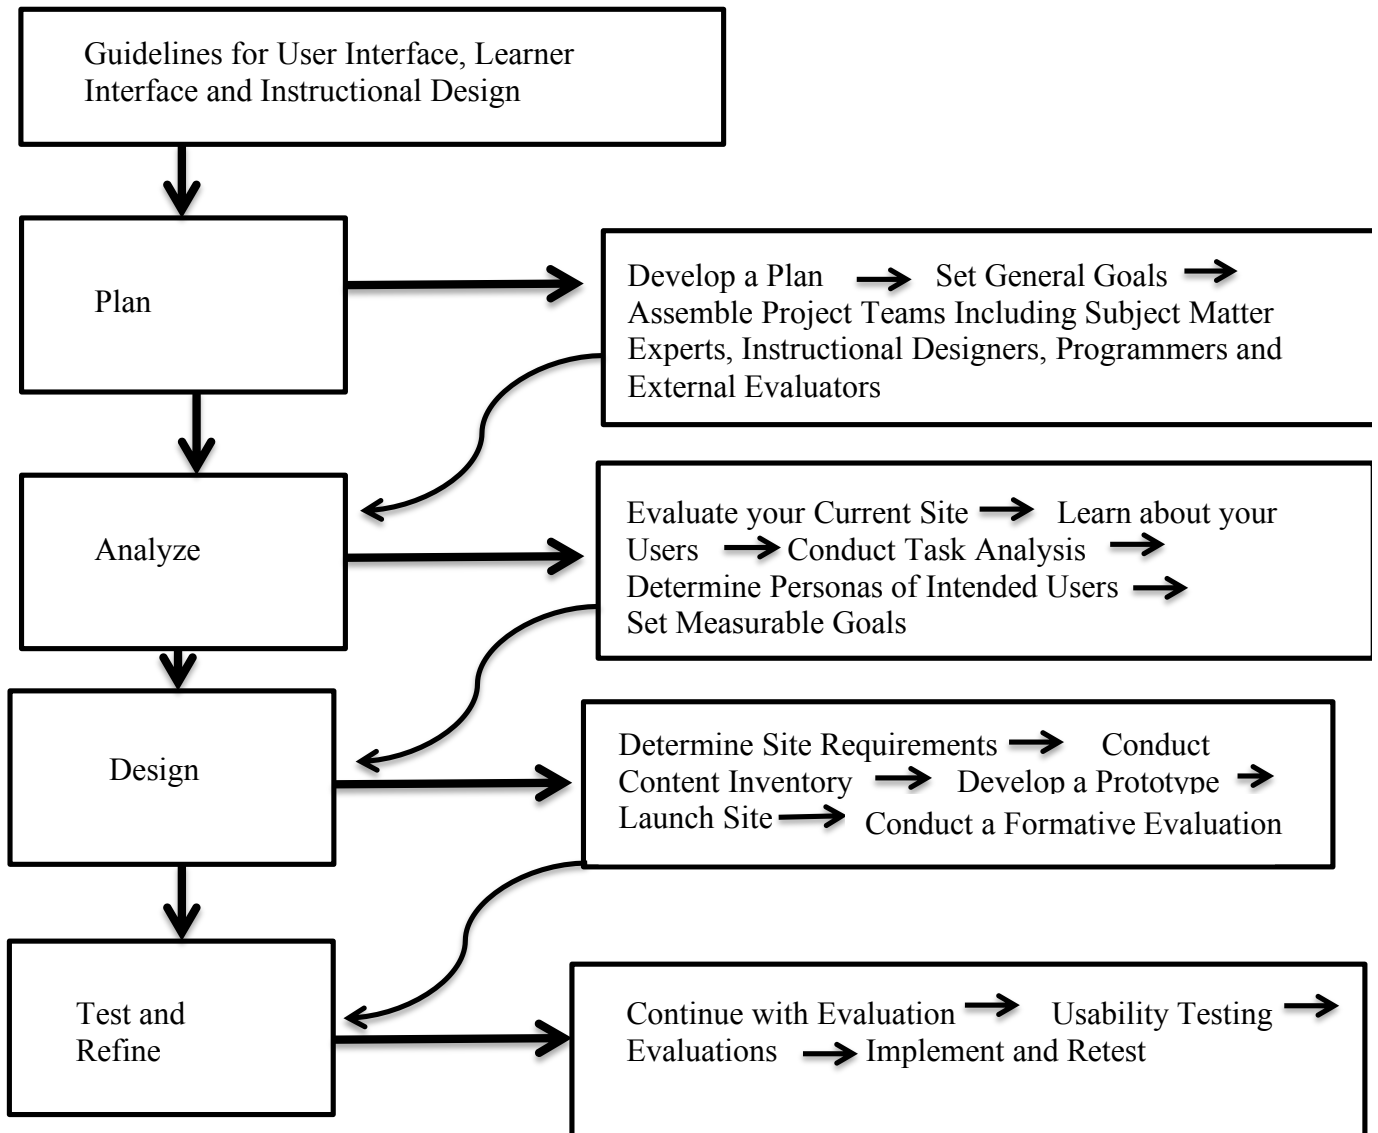 Guidelines for User Interface, Learner
Interface and Instructional Design
Plan
Develop a Plan → Set General Goals →
Assemble Project Teams Including Subject Matter
Experts, Instructional Designers, Programmers and
External Evaluators
Analyze
Evaluate your Current Site → Learn about your
Users → Conduct Task Analysis →
Determine Personas of Intended Users →
Set Measurable Goals
Design
Determine Site Requirements → Conduct
Content Inventory → Develop a Prototype →
Launch Site → Conduct a Formative Evaluation
Test and
Refine
Continue with Evaluation → Usability Testing →
Evaluations → Implement and Retest